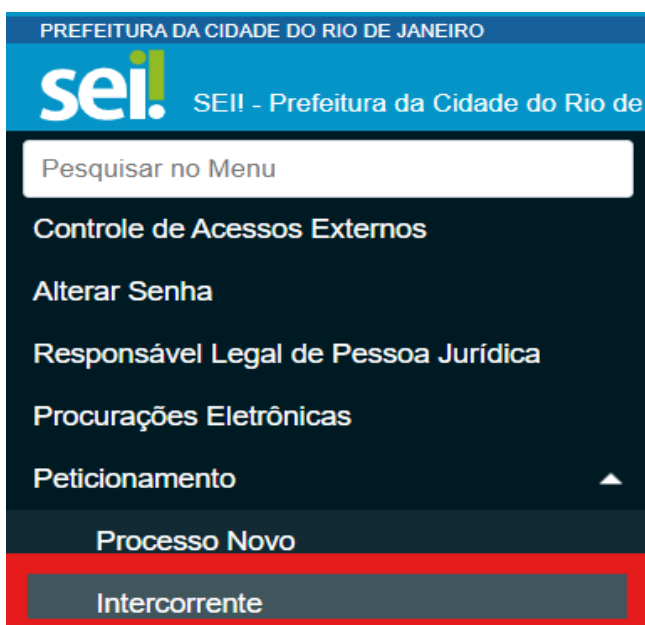 PREFEITURA DA CIDADE DO RIO DE JANEIRO
sei! SEI! - Prefeitura da Cidade do Rio de
Pesquisar no Menu
Controle de Acessos Externos
Alterar Senha
Responsável Legal de Pessoa Jurídica
Procurações Eletrônicas
Peticionamento
Processo Novo
Intercorrente